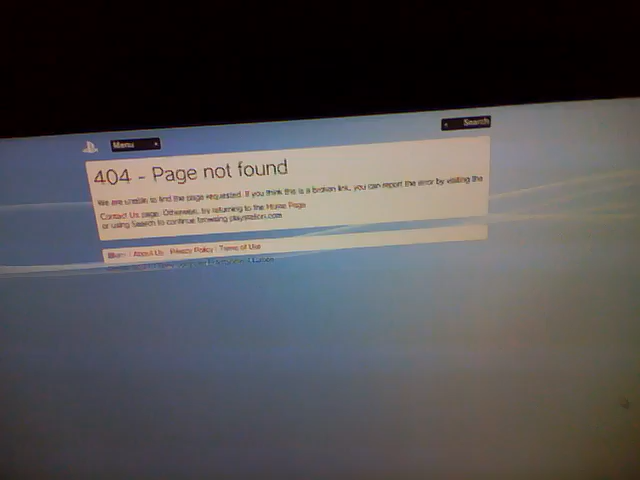 Menu
Search
404 - Page not found
We are unable to find the page requested. If you think this is a broken link, you can report the error by visiting the
Contact Us page. Otherwise, try returning to the Home Page
or using Search to continue browsing playstation.com
About Us Privacy Policy Terms of Use